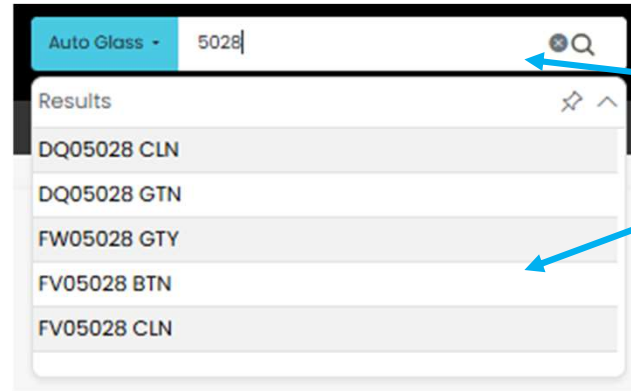 Auto Glass 5028
Results
DQ05028 CLN
DQ05028 GTN
FW05028 GTY
FV05028 BTN
FV05028 CLN